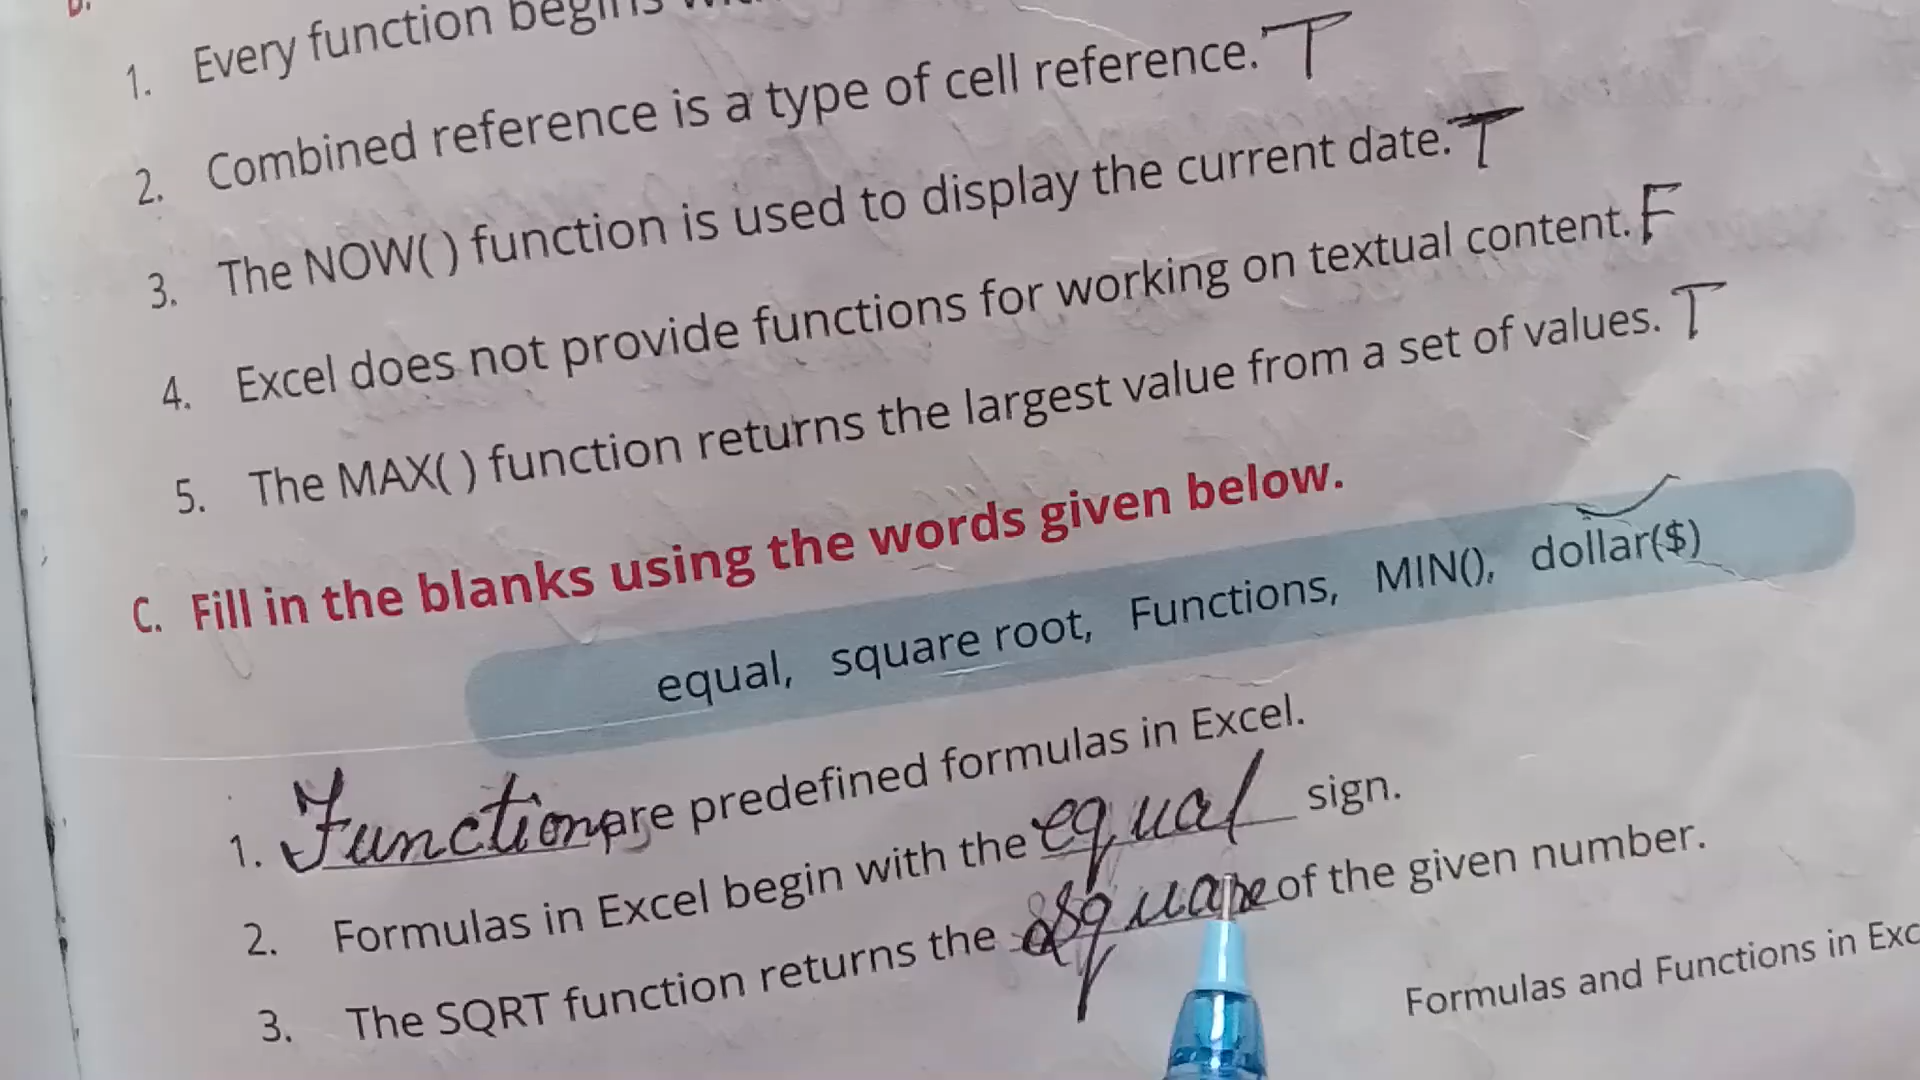 1. Every function begins
2. Combined reference is a type of cell reference. T
3. The NOW( ) function is used to display the current date. T
4. Excel does not provide functions for working on textual content. F
5. The MAX( ) function returns the largest value from a set of values. T
C. Fill in the blanks using the words given below.
equal, square root, Functions, MIN(), dollar($)
1. Functions are predefined formulas in Excel.
2. Formulas in Excel begin with the equal sign.
3. The SQRT function returns the square of the given number.
Formulas and Functions in Exc